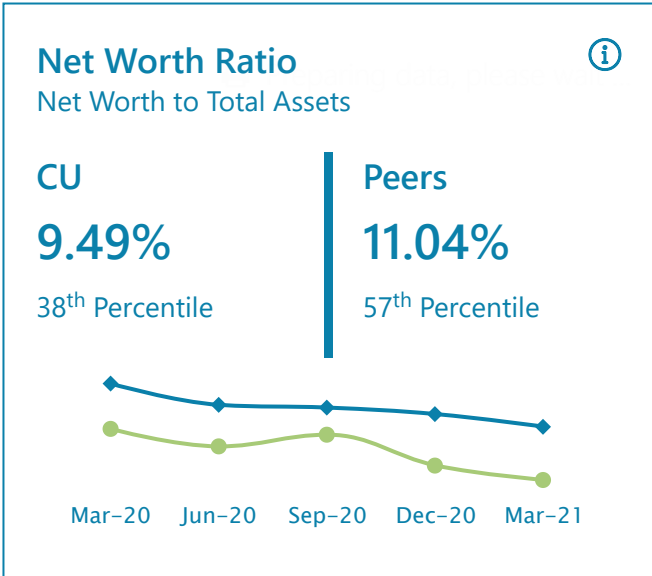 Net Worth Ratio
Net Worth to Total Assets
CU
9.49%
38th Percentile
Peers
11.04%
57th Percentile
Mar-20 Jun-20 Sep-20 Dec-20 Mar-21